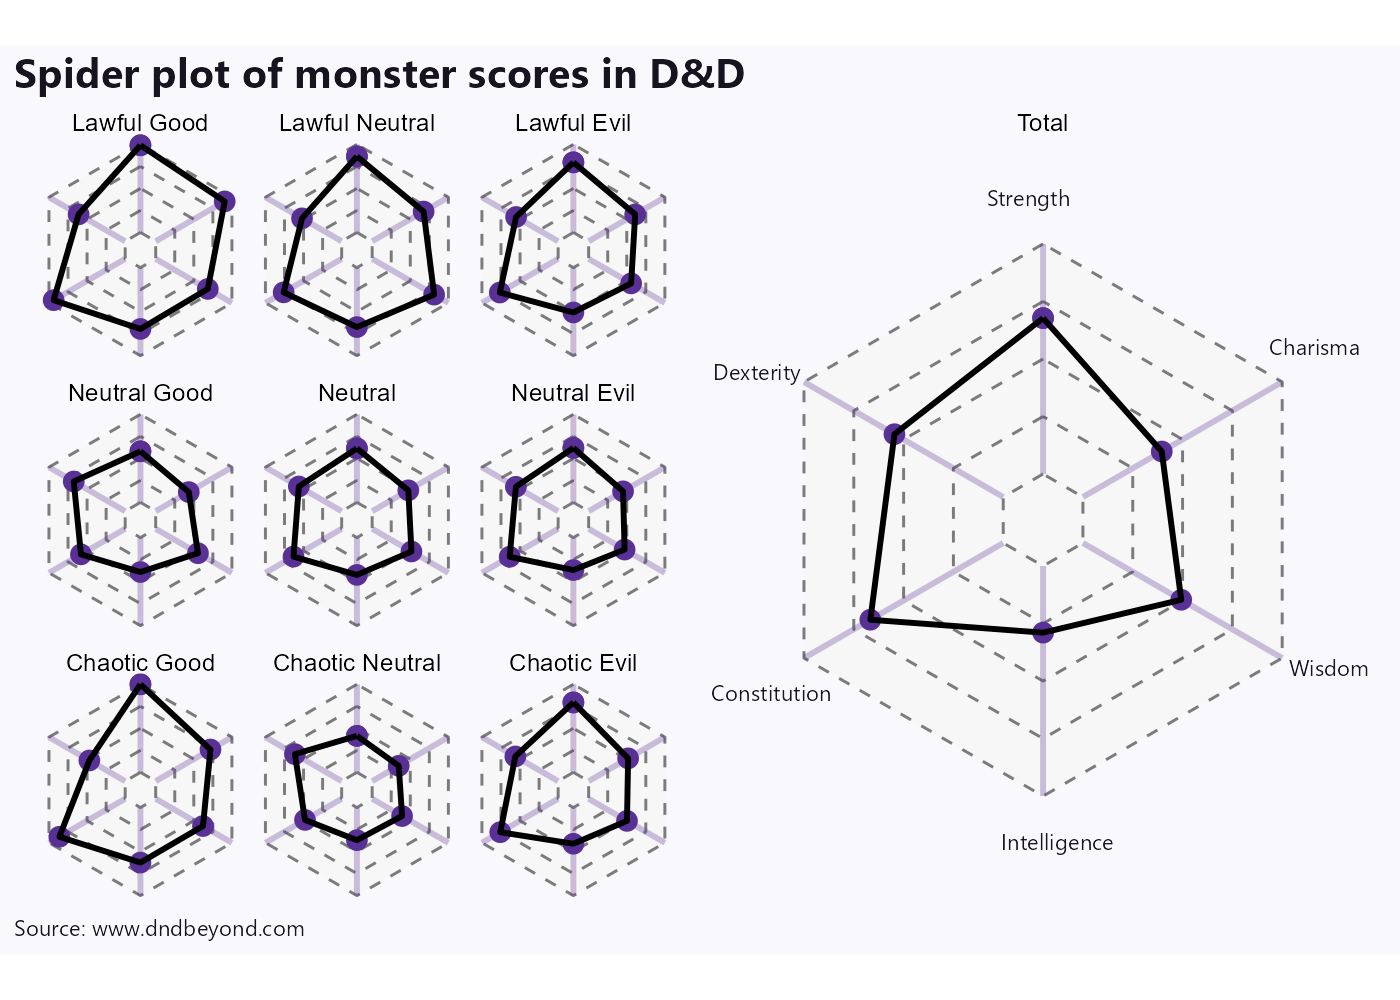 Spider plot of monster scores in D&D
Lawful Good
Lawful Neutral
Lawful Evil
Neutral Good
Neutral
Neutral Evil
Chaotic Good
Chaotic Neutral
Chaotic Evil
Total
Strength
Charisma
Dexterity
Wisdom
Constitution
Intelligence
Source: www.dndbeyond.com